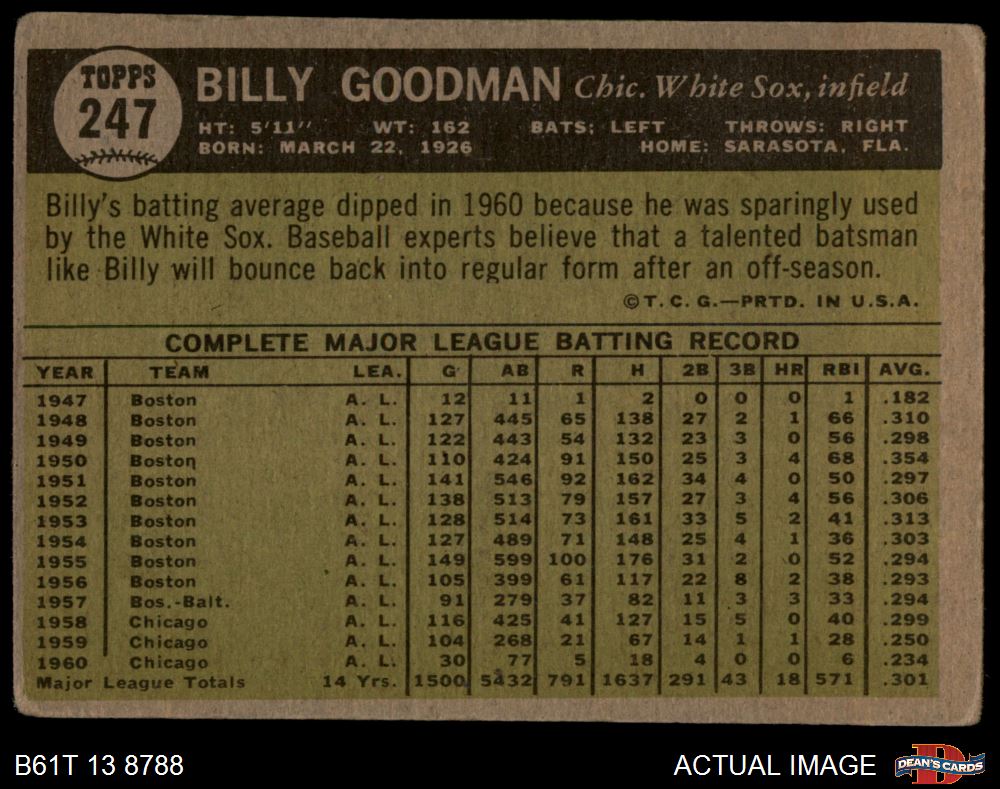 TOPPS
247
BILLY GOODMAN Chic. White Sox, infield
HT: 5'11" WT: 162 BATS: LEFT THROWS: RIGHT
BORN: MARCH 22, 1926 HOME: SARASOTA, FLA.
Billy's batting average dipped in 1960 because he was sparingly used
by the White Sox. Baseball experts believe that a talented batsman
like Billy will bounce back into regular form after an off-season.
©T. C. G.—PRTD. IN U.S.A.
COMPLETE MAJOR LEAGUE BATTING RECORD
YEAR TEAM LEA. G AB R H 2B 3B HR RBI AVG.
1947 Boston A. L. 12 11 1 2 0 0 0 1 .182
1948 Boston A. L. 127 445 65 138 27 2 1 66 .310
1949 Boston A. L. 122 443 54 132 23 3 0 56 .298
1950 Boston A. L. 110 424 91 150 25 3 4 68 .354
1951 Boston A. L. 141 546 92 162 34 4 0 50 .297
1952 Boston A. L. 138 513 79 157 27 3 4 56 .306
1953 Boston A. L. 128 514 73 161 33 5 2 41 .313
1954 Boston A. L. 127 489 71 148 25 4 1 36 .303
1955 Boston A. L. 149 599 100 176 31 2 0 52 .294
1956 Boston A. L. 105 399 61 117 22 8 2 38 .293
1957 Bos.-Balt. A. L. 91 279 37 82 11 3 3 33 .294
1958 Chicago A. L. 116 425 41 127 15 5 0 40 .299
1959 Chicago A. L. 104 268 21 67 14 1 1 28 .250
1960 Chicago A. L. 30 77 5 18 4 0 0 6 .234
Major League Totals 14 Yrs. 1500 5432 791 1637 291 43 18 571 .301
B61T 13 8788 ACTUAL IMAGE D DEAN'S CARDS